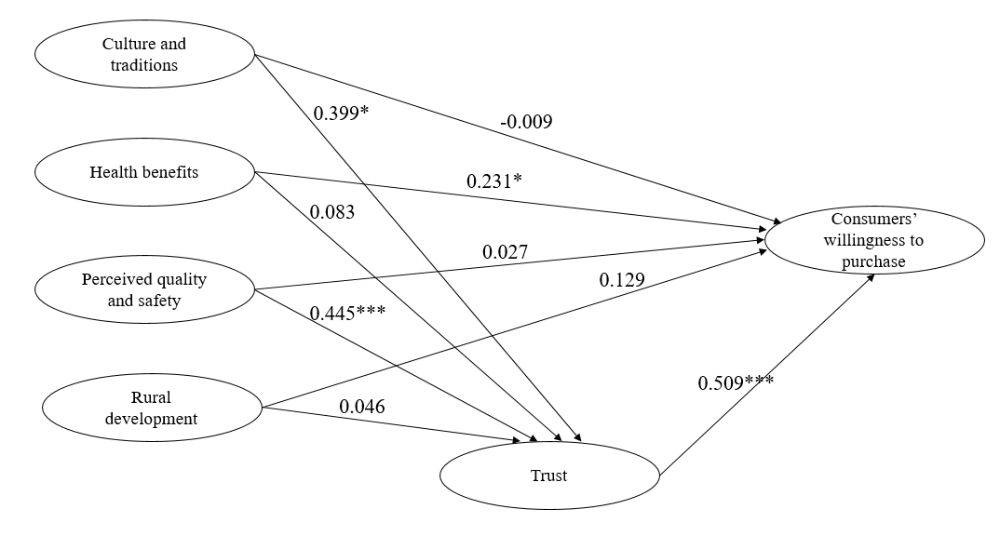 Culture and
traditions
0.399*
-0.009
Health benefits
0.231*
0.083
Consumers’
willingness to
purchase
Perceived quality
and safety
0.027
0.129
0.445***
Rural
development
0.046
0.509***
Trust